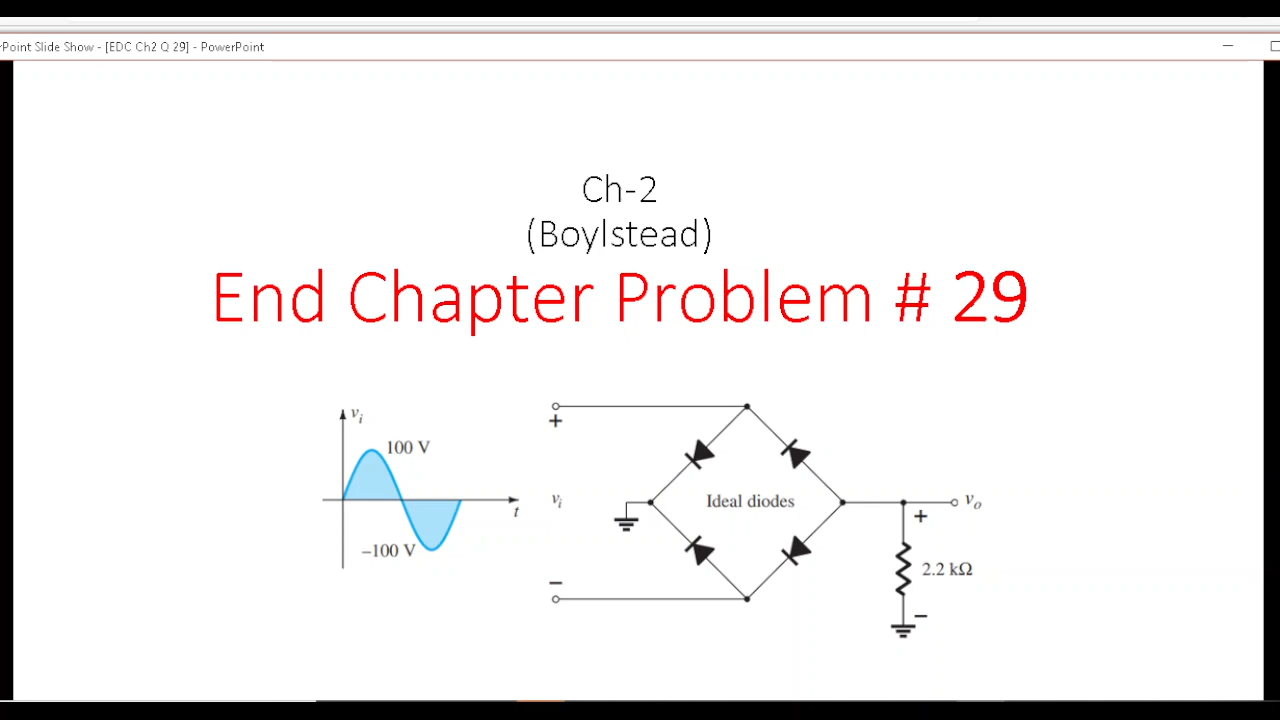 rPoint Slide Show - [EDC Ch2 Q 29] - PowerPoint
Ch-2
(Boylstead)
End Chapter Problem # 29
vi
100 V
t
–100 V
+
vi
–
Ideal diodes
vo
+
2.2 kΩ
–